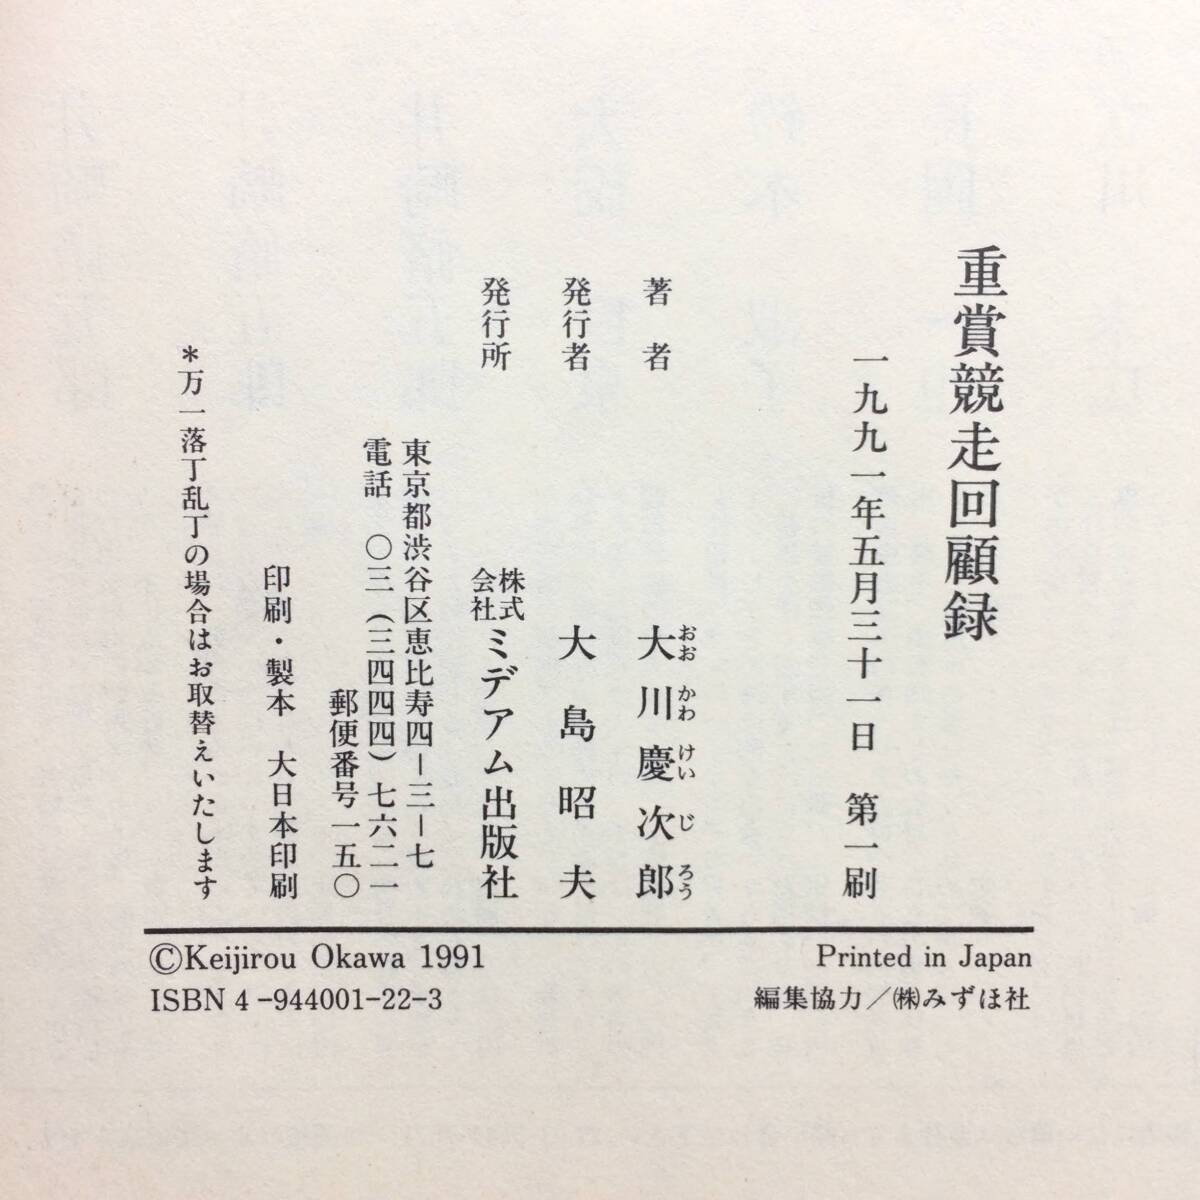 重賞競走回顧録
一九九一年五月三十一日 第一刷
著者 大川慶次郎
おおかわけいじろう
発行者 大島昭夫
発行所 株式会社ミデアム出版社
東京都渋谷区恵比寿四－三－七
電話 〇三（三四四四）七六二一
郵便番号一五〇
印刷・製本 大日本印刷
＊万一落丁乱丁の場合はお取替えいたします
©Keijirou Okawa 1991
Printed in Japan
ISBN4-944001-22-3
編集協力／㈱みずほ社